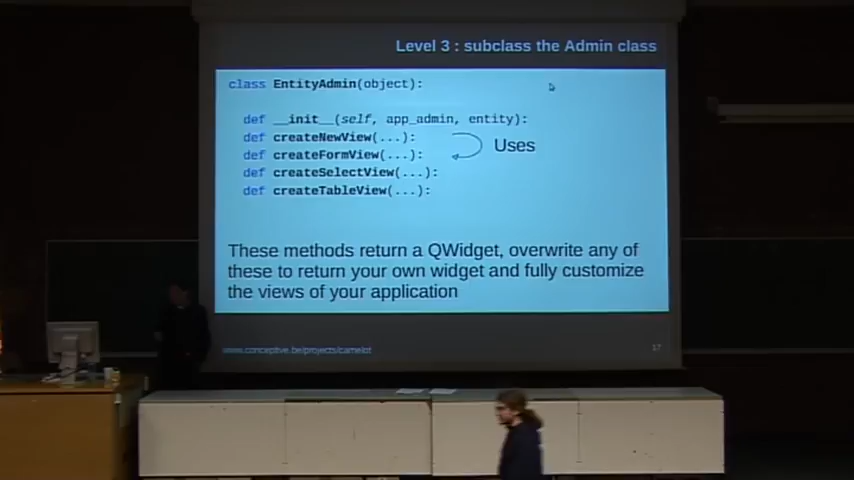 Level 3 : subclass the Admin class
class EntityAdmin(object):
def __init__(self, app_admin, entity):
def createNewView(...):
def createFormView(...):
Uses
def createSelectView(...):
def createTableView(...):
These methods return a QWidget, overwrite any of
these to return your own widget and fully customize
the views of your application
www.conceptive.be/projects/camelot
17